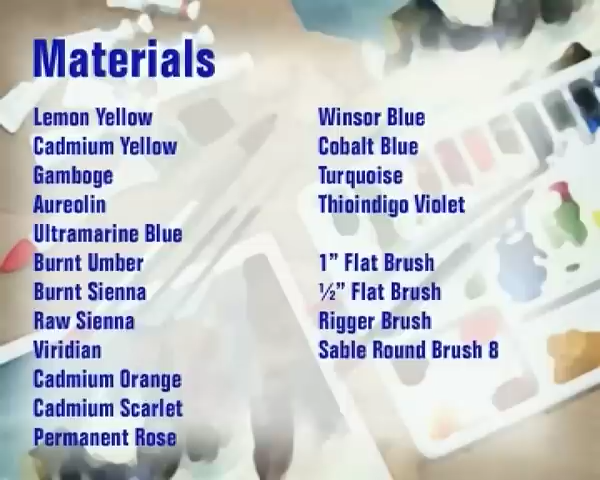 Materials
Lemon Yellow
Cadmium Yellow
Gamboge
Aureolin
Ultramarine Blue
Burnt Umber
Burnt Sienna
Raw Sienna
Viridian
Cadmium Orange
Cadmium Scarlet
Permanent Rose
Winsor Blue
Cobalt Blue
Turquoise
Thioindigo Violet
1” Flat Brush
½” Flat Brush
Rigger Brush
Sable Round Brush 8